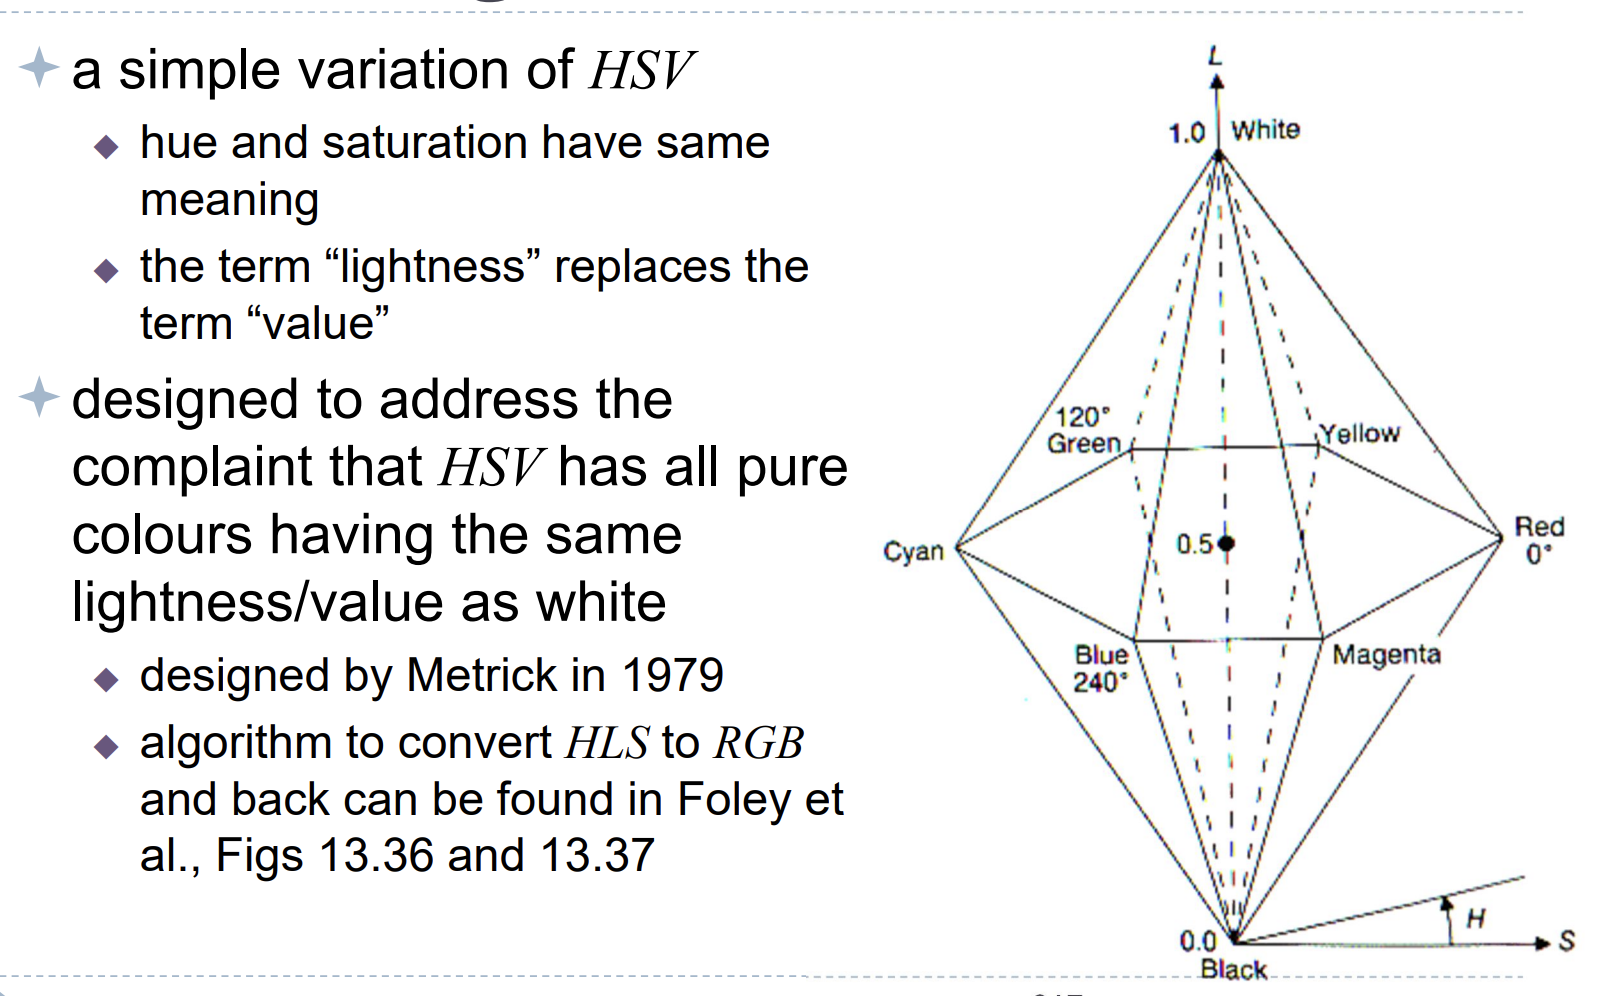 a simple variation of HSV
hue and saturation have same
meaning
the term “lightness” replaces the
term “value”
designed to address the
complaint that HSV has all pure
colours having the same
lightness/value as white
designed by Metrick in 1979
algorithm to convert HLS to RGB
and back can be found in Foley et
al., Figs 13.36 and 13.37
L
1.0 White
120°
Green
Yellow
Cyan
0.5
Red
0°
Blue
240°
Magenta
H
0.0
S
Black